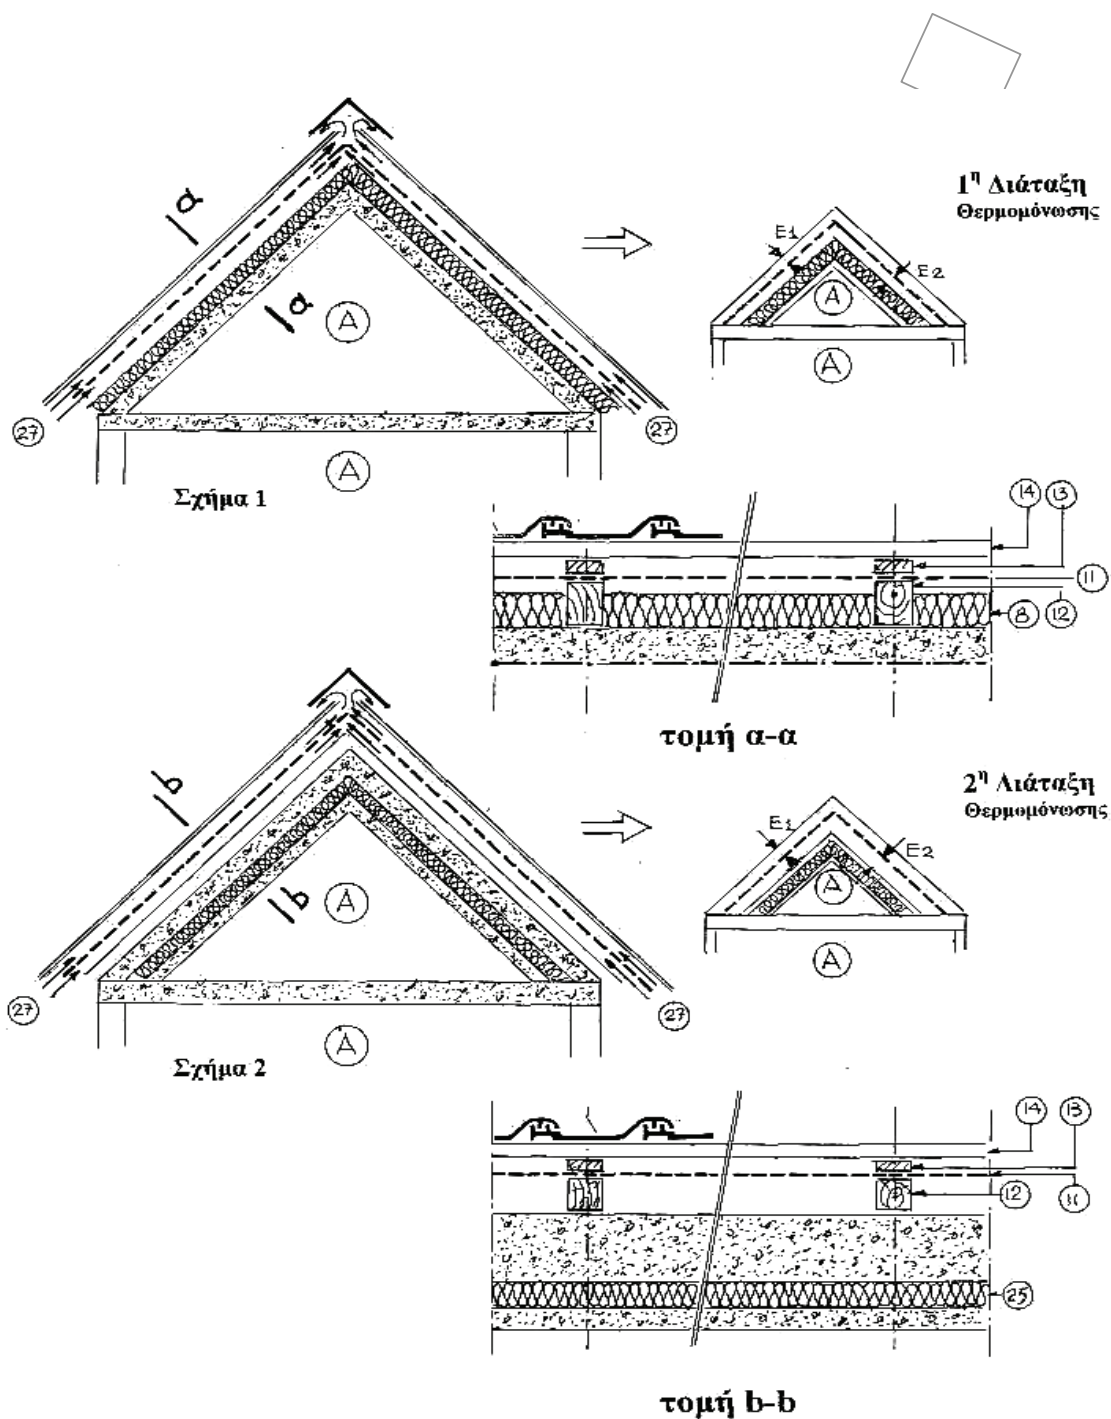 a
1η Διάταξη
Θερμομόνωσης
E1
E2
a
A
A
A
27
27
A
Σχήμα 1
14
13
11
8
12
τομή α-α
b
2η Διάταξη
Θερμομόνωσης
E1
E2
b
A
A
A
27
27
A
Σχήμα 2
14
13
12
11
25
τομή b-b